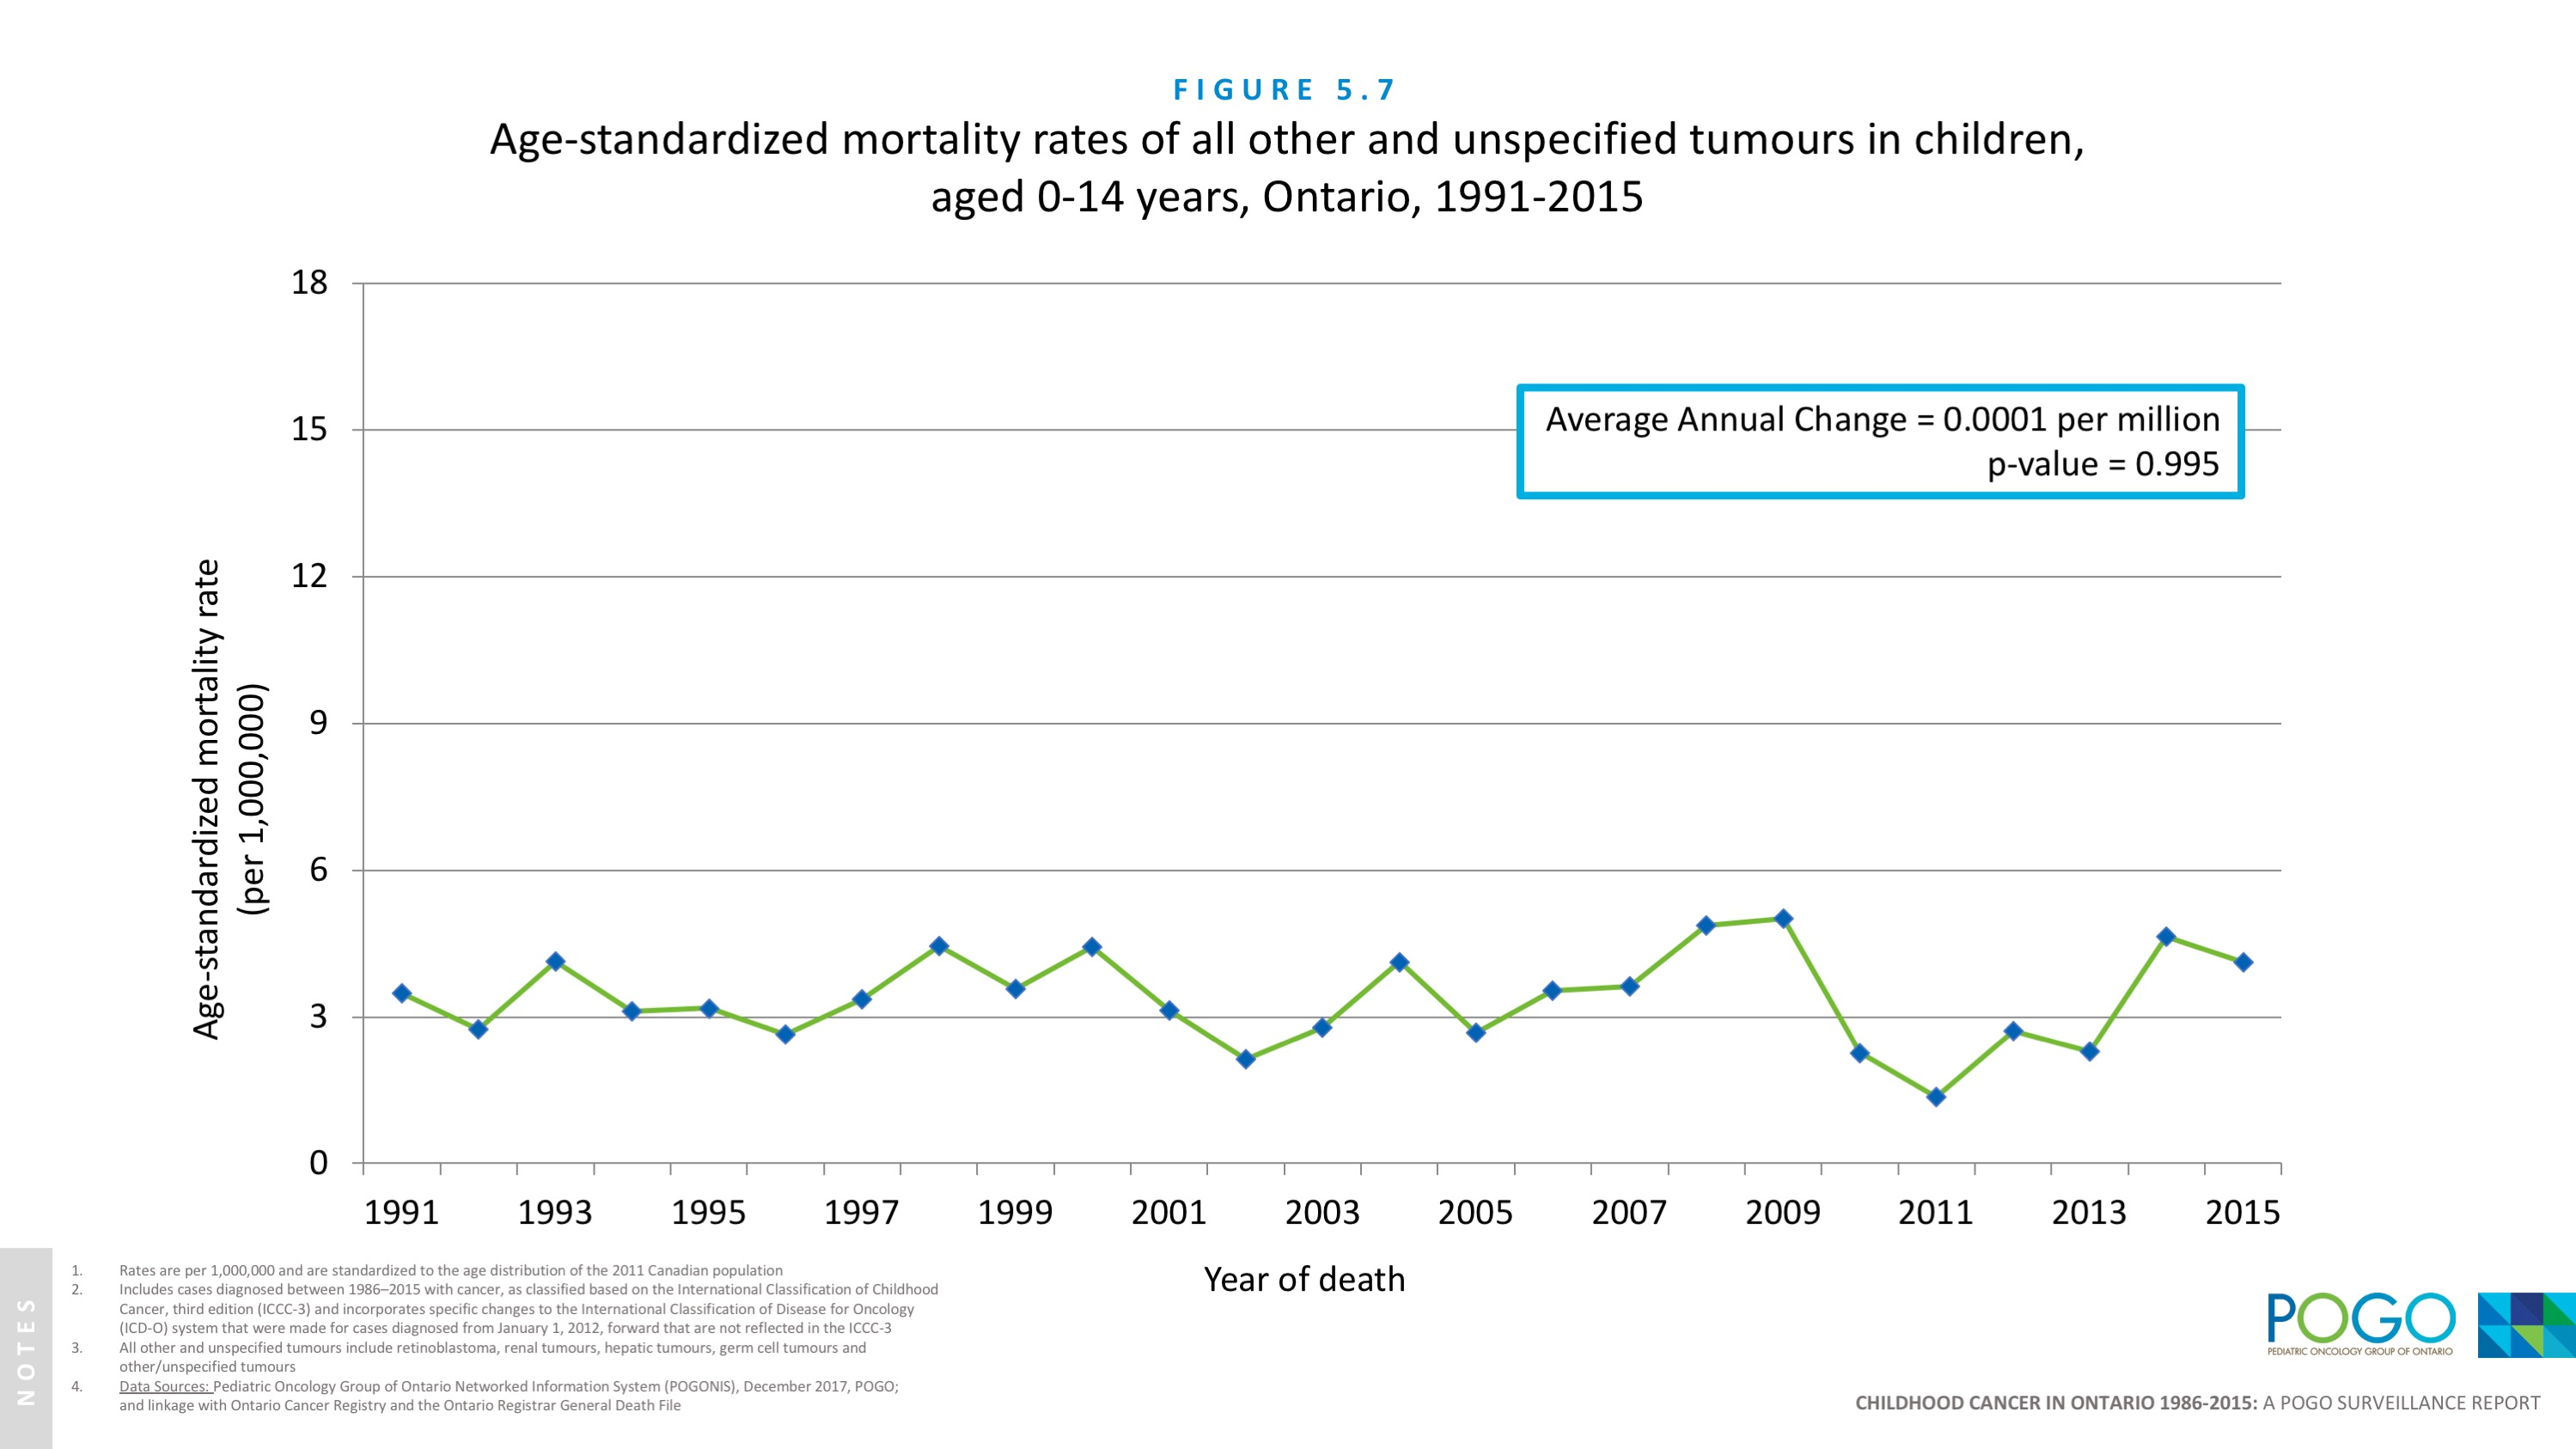 FIGURE 5.7
Age-standardized mortality rates of all other and unspecified tumours in children,
aged 0-14 years, Ontario, 1991-2015
18
15
12
9
6
3
0
Age-standardized mortality rate
(per 1,000,000)
Average Annual Change = 0.0001 per million
p-value = 0.995
1991 1993 1995 1997 1999 2001 2003 2005 2007 2009 2011 2013 2015
Year of death
NOTES
1. Rates are per 1,000,000 and are standardized to the age distribution of the 2011 Canadian population
2. Includes cases diagnosed between 1986–2015 with cancer, as classified based on the International Classification of Childhood
Cancer, third edition (ICCC-3) and incorporates specific changes to the International Classification of Disease for Oncology
(ICD-O) system that were made for cases diagnosed from January 1, 2012, forward that are not reflected in the ICCC-3
3. All other and unspecified tumours include retinoblastoma, renal tumours, hepatic tumours, germ cell tumours and
other/unspecified tumours
4. Data Sources: Pediatric Oncology Group of Ontario Networked Information System (POGONIS), December 2017, POGO;
and linkage with Ontario Cancer Registry and the Ontario Registrar General Death File
POGO
PEDIATRIC ONCOLOGY GROUP OF ONTARIO
CHILDHOOD CANCER IN ONTARIO 1986-2015: A POGO SURVEILLANCE REPORT